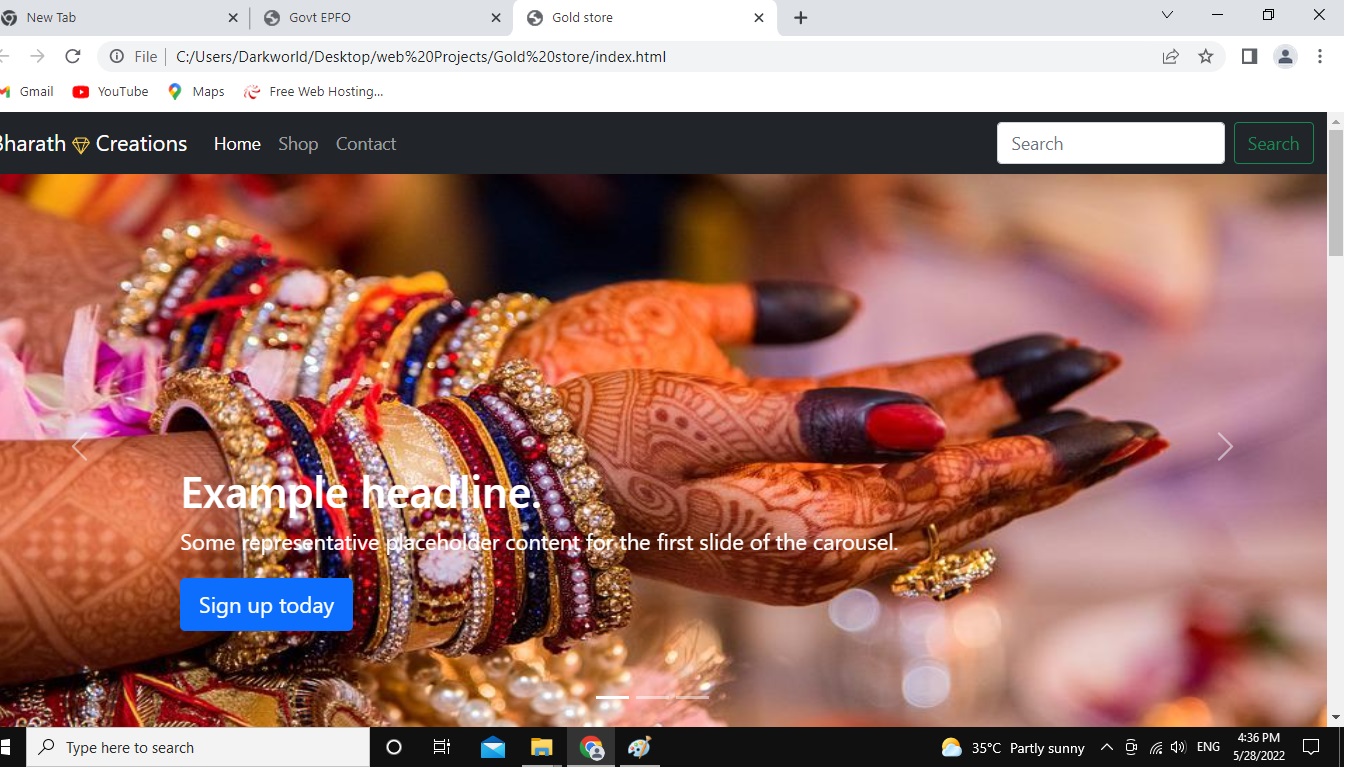 New Tab
Govt EPFO
Gold store
File
C:/Users/Darkworld/Desktop/web%20Projects/Gold%20store/index.html
Gmail
YouTube
Maps
Free Web Hosting...
Bharath Creations
Home
Shop
Contact
Search
Search
Example headline.
Some representative placeholder content for the first slide of the carousel.
Sign up today
Type here to search
35°C Partly sunny
ENG
4:36 PM
5/28/2022